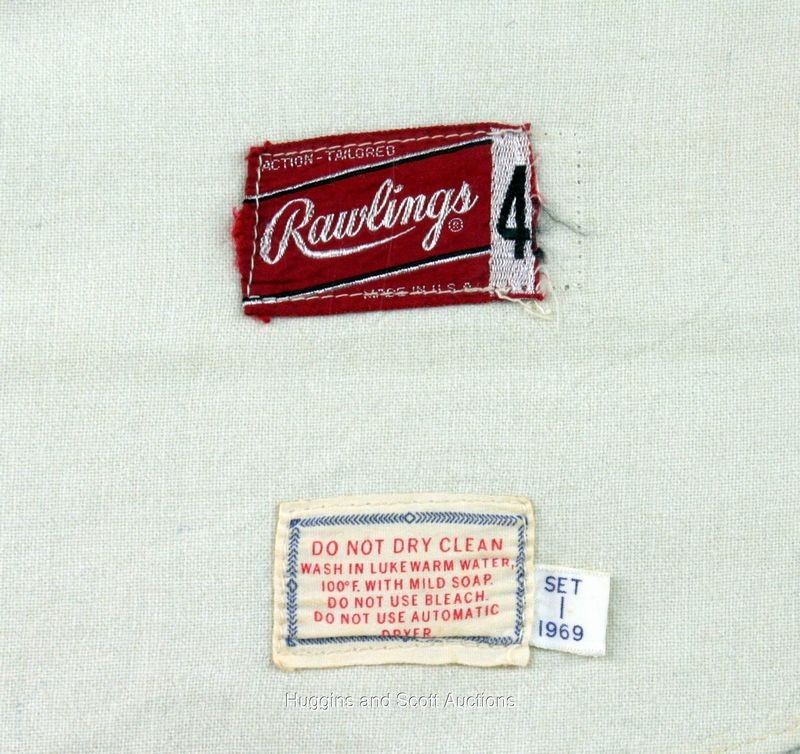 ACTION-TAILORED
Rawlings ®
4
MADE IN U.S.A.
DO NOT DRY CLEAN
WASH IN LUKEWARM WATER,
100°F. WITH MILD SOAP.
DO NOT USE BLEACH.
DO NOT USE AUTOMATIC
DRYER
SET
1
1969
Huggins and Scott Auctions